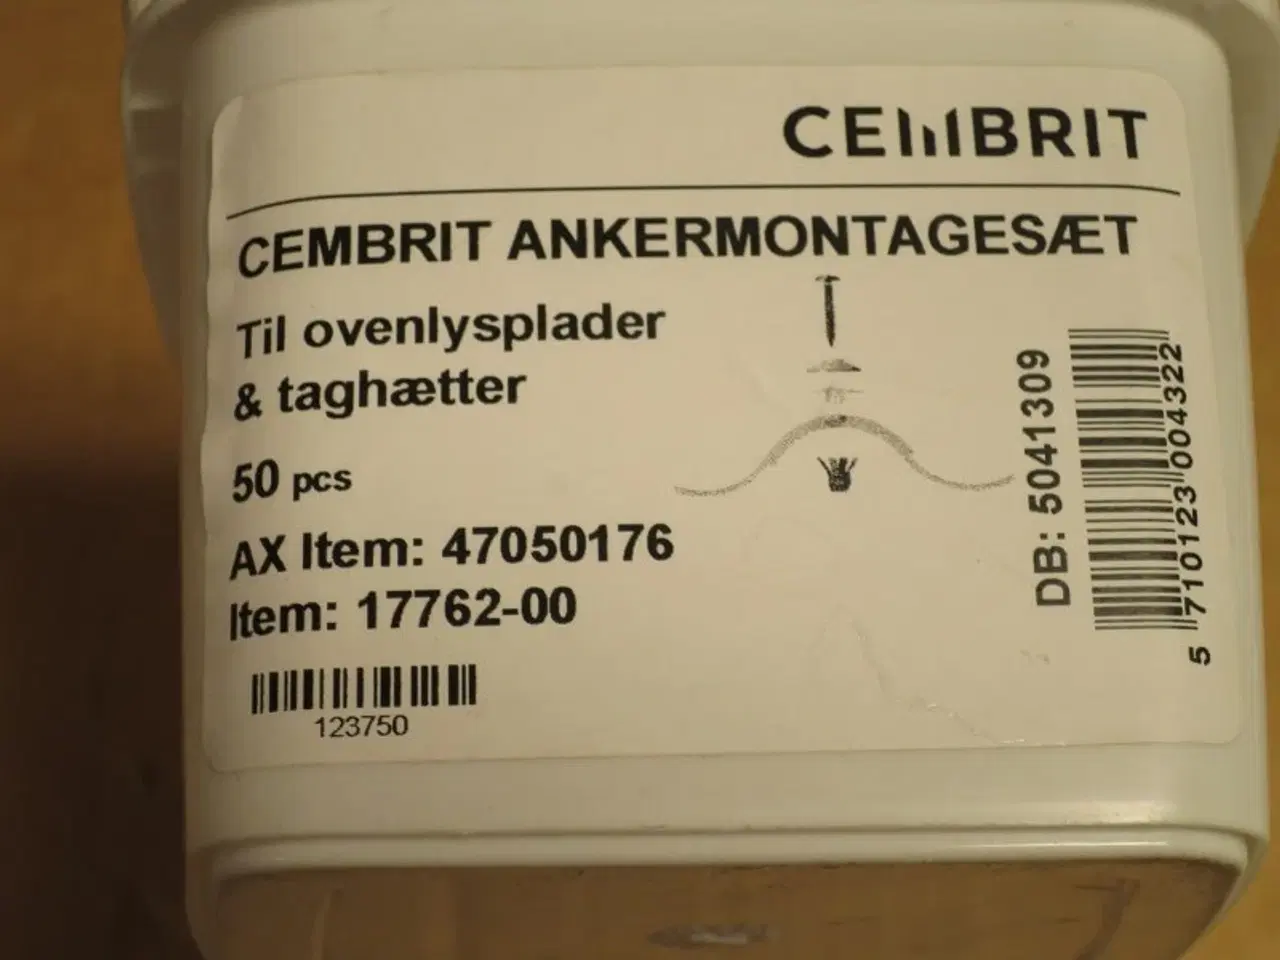 CEMBRIT
CEMBRIT ANKERMONTAGESÆT
Til ovenlysplader
& taghætter
50 pcs
AX Item: 47050176
Item: 17762-00
123750
DB: 5041309
5 710123 004322